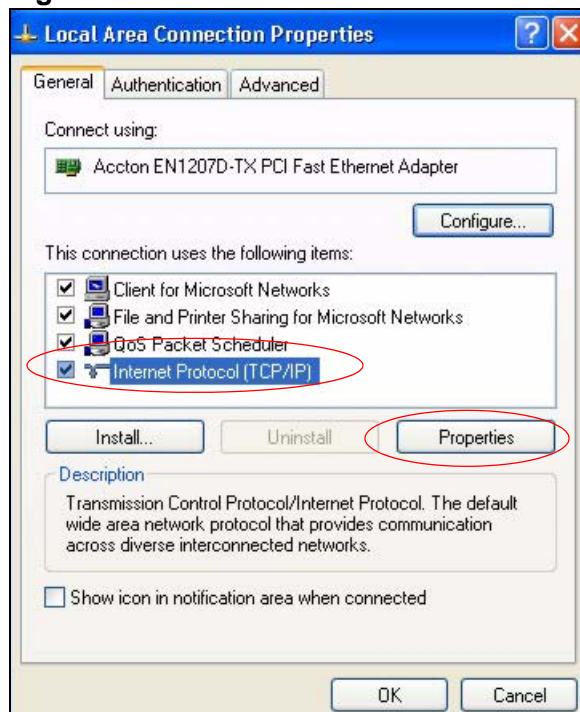 Local Area Connection Properties
General Authentication Advanced
Connect using:
Accton EN1207D-TX PCI Fast Ethernet Adapter
Configure...
This connection uses the following items:
Client for Microsoft Networks
File and Printer Sharing for Microsoft Networks
QoS Packet Scheduler
Internet Protocol (TCP/IP)
Install... Uninstall Properties
Description
Transmission Control Protocol/Internet Protocol. The default
wide area network protocol that provides communication
across diverse interconnected networks.
Show icon in notification area when connected
OK Cancel